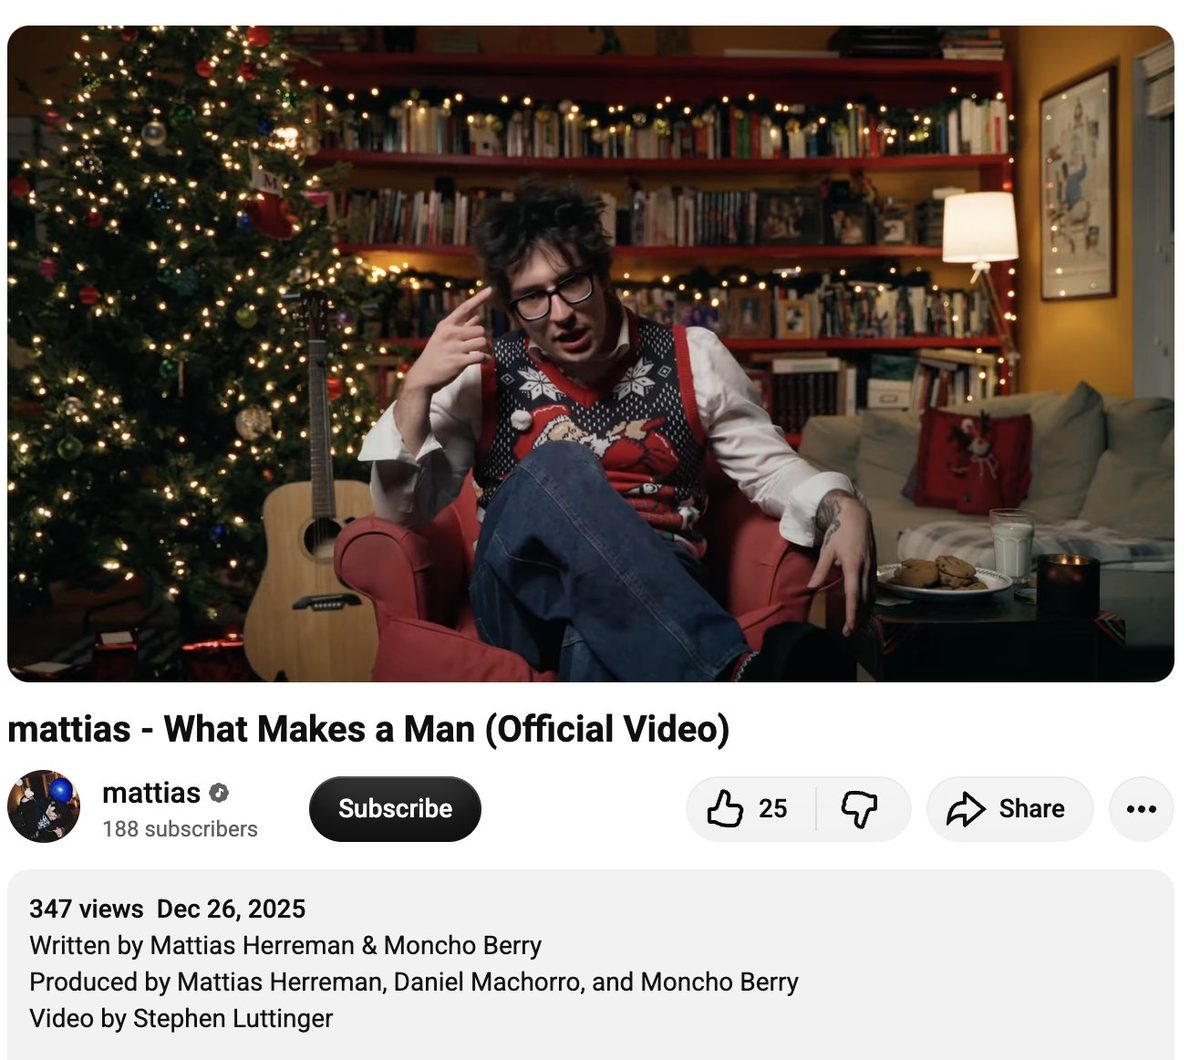 M
mattias - What Makes a Man (Official Video)
mattias
188 subscribers
Subscribe
25
Share
347 views Dec 26, 2025
Written by Mattias Herreman & Moncho Berry
Produced by Mattias Herreman, Daniel Machorro, and Moncho Berry
Video by Stephen Luttinger